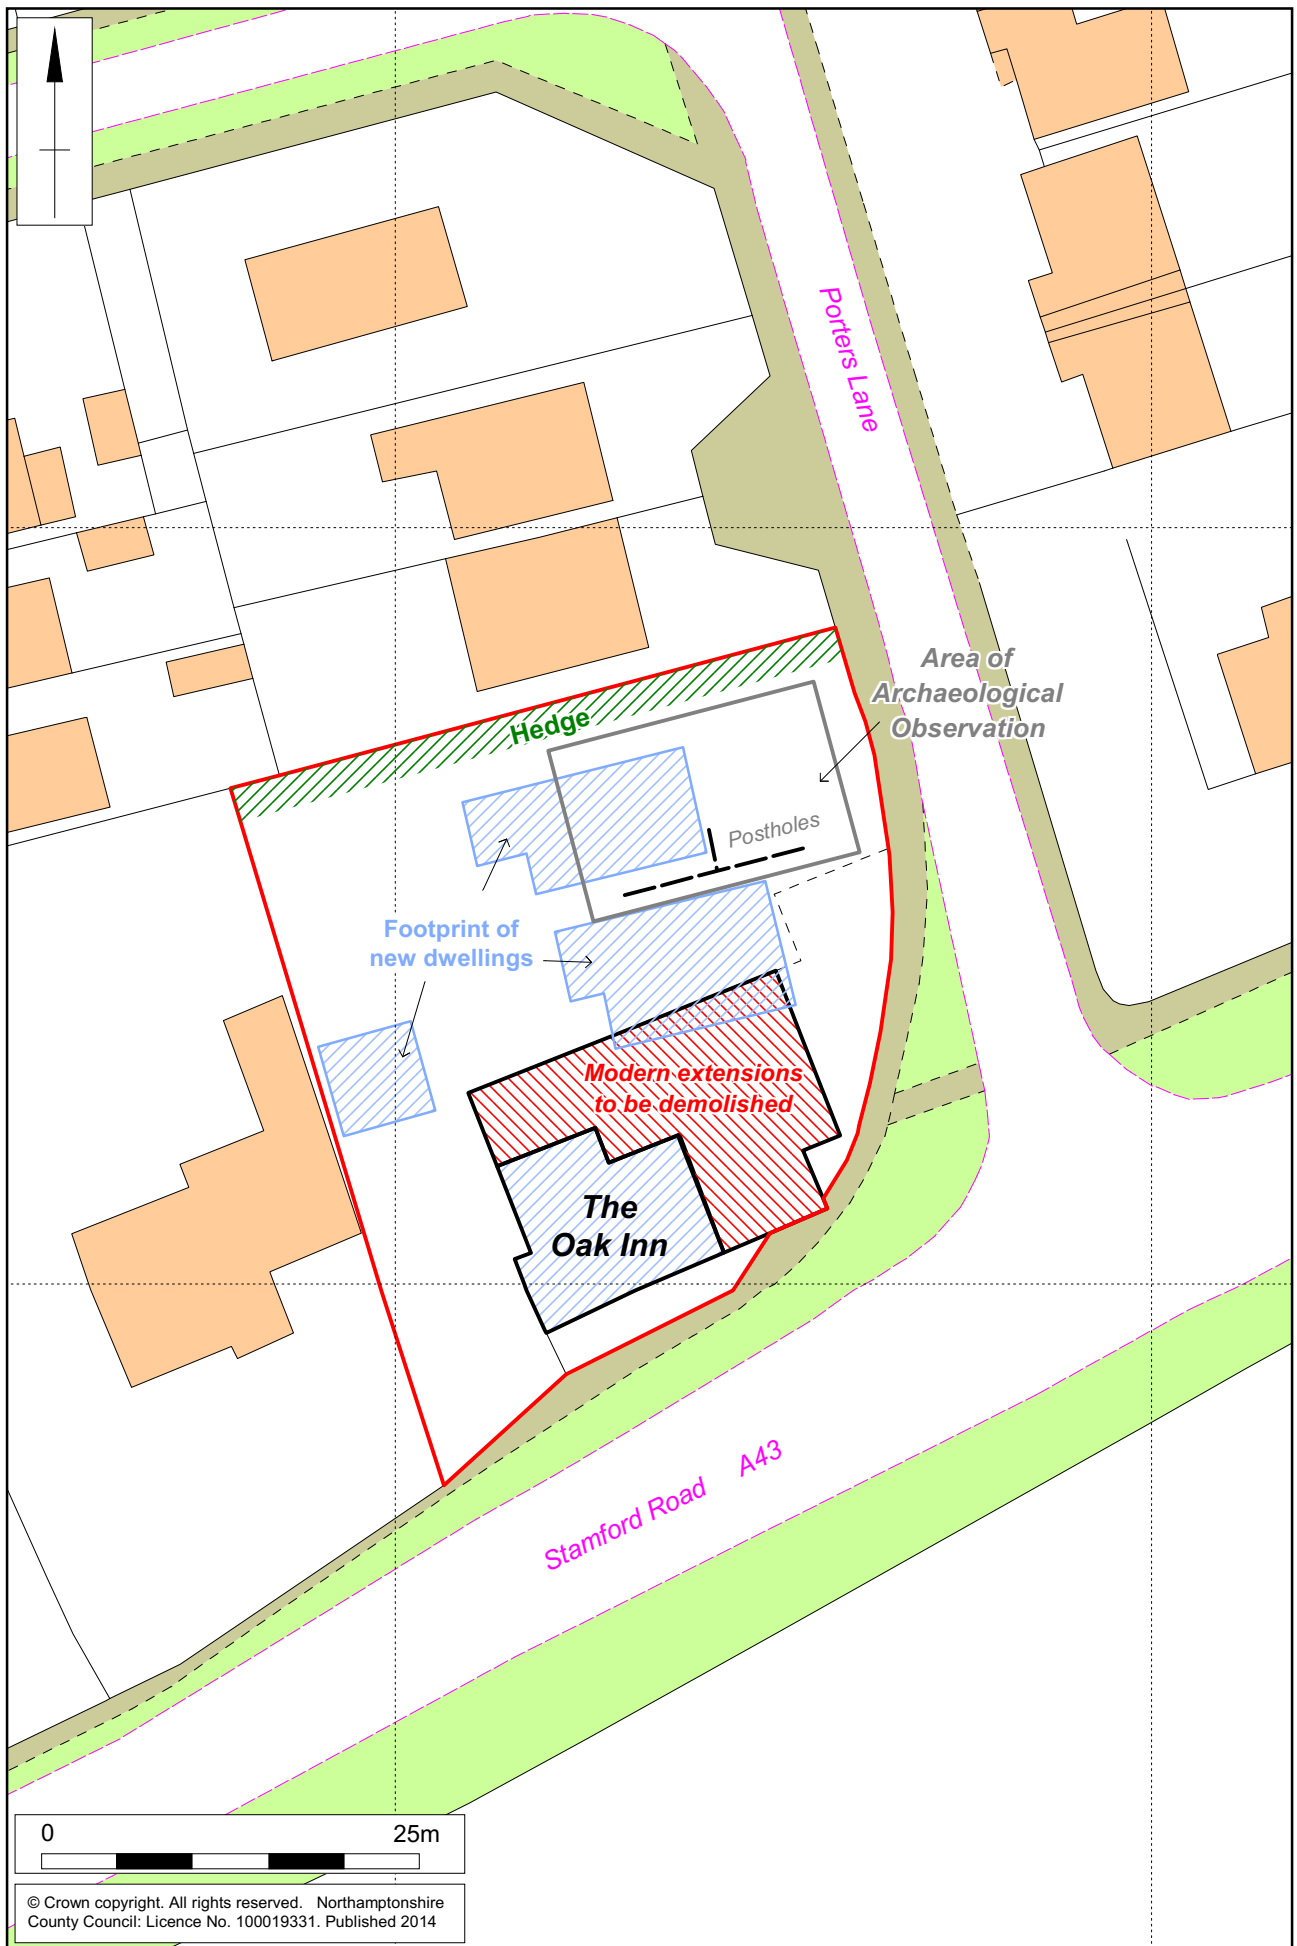 Porters Lane
Area of
Archaeological
Observation
Hedge
Postholes
Footprint of
new dwellings
Modern extensions
to be demolished
The
Oak Inn
Stamford Road A43
0 25m
© Crown copyright. All rights reserved. Northamptonshire
County Council: Licence No. 100019331. Published 2014